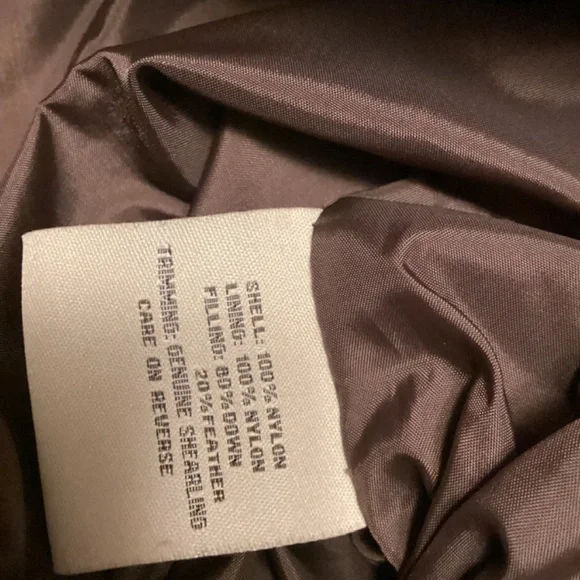 SHELL: 100% NYLON
LINING: 100% NYLON
FILLING: 80%DOWN
20%FEATHER
TRIMMING: GENUINE SHEARLING
CARE ON REVERSE